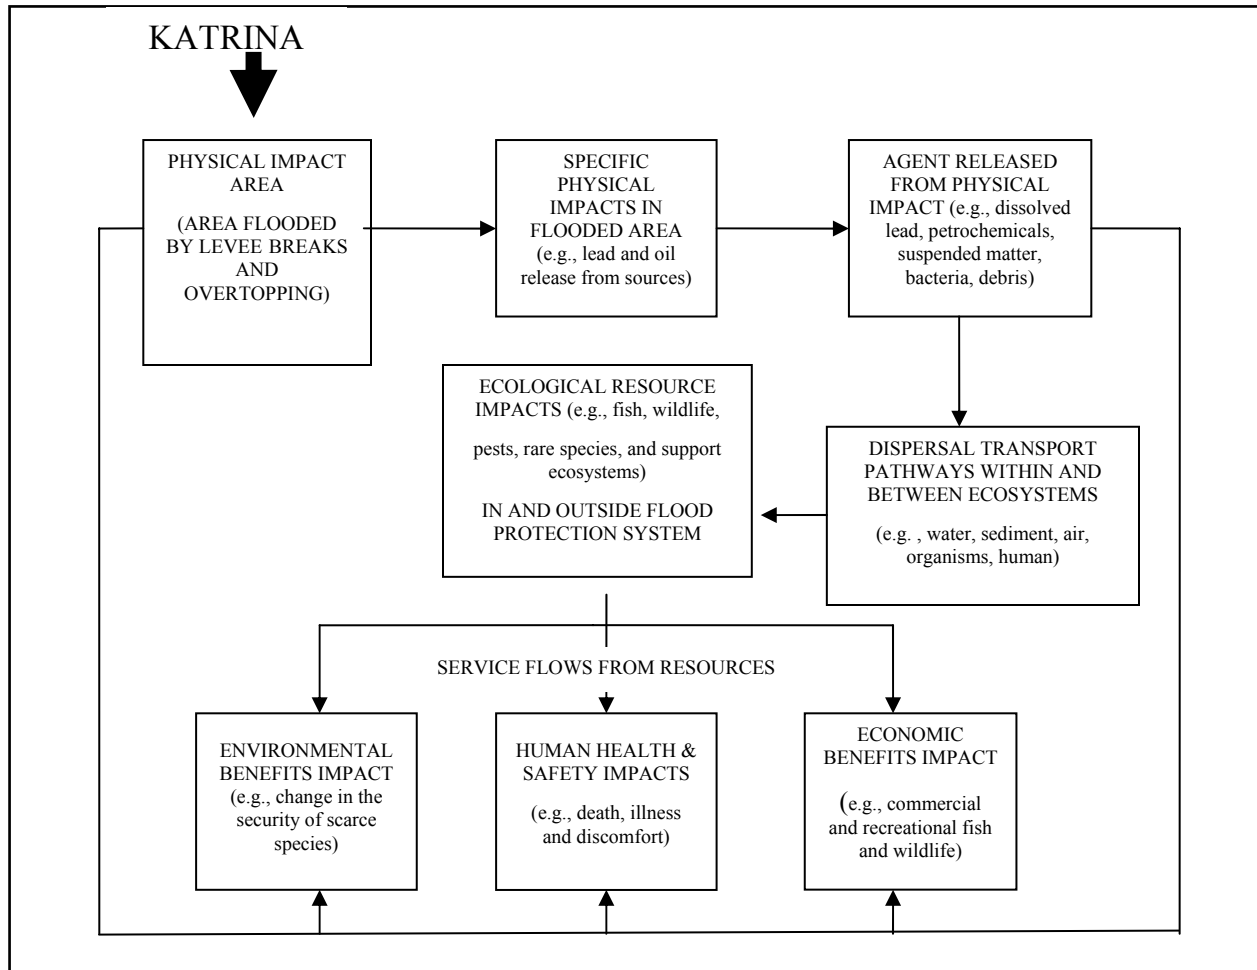 KATRINA
PHYSICAL IMPACT
AREA
(AREA FLOODED
BY LEVEE BREAKS
AND
OVERTOPPING)
SPECIFIC
PHYSICAL
IMPACTS IN
FLOODED AREA
(e.g., lead and oil
release from sources)
AGENT RELEASED
FROM PHYSICAL
IMPACT (e.g., dissolved
lead, petrochemicals,
suspended matter,
bacteria, debris)
ECOLOGICAL RESOURCE
IMPACTS (e.g., fish, wildlife,
pests, rare species, and support
ecosystems)
IN AND OUTSIDE FLOOD
PROTECTION SYSTEM
DISPERSAL TRANSPORT
PATHWAYS WITHIN AND
BETWEEN ECOSYSTEMS
(e.g. , water, sediment, air,
organisms, human)
SERVICE FLOWS FROM RESOURCES
ENVIRONMENTAL
BENEFITS IMPACT
(e.g., change in the
security of scarce
species)
HUMAN HEALTH &
SAFETY IMPACTS
(e.g., death, illness
and discomfort)
ECONOMIC
BENEFITS IMPACT
(e.g., commercial
and recreational fish
and wildlife)